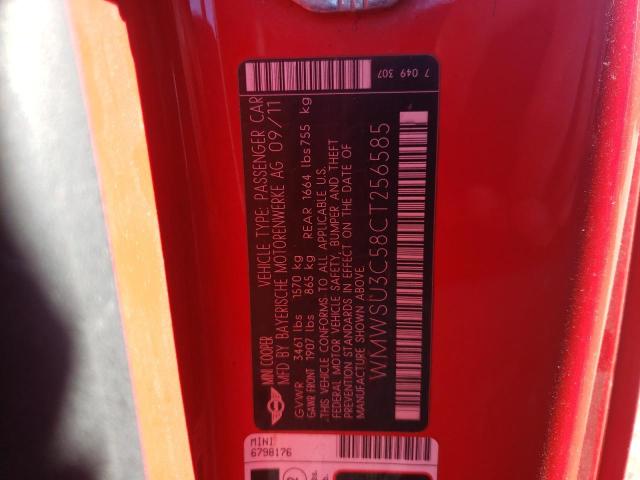 MINI COOPER
VEHICLE TYPE: PASSENGER CAR
MFD BY BAYERISCHE MOTORENWERKE AG 09/11
GVWR 3461 lbs 1570 kg
GAWR FRONT 1907 lbs 865 kg REAR 1664 lbs 755 kg
THIS VEHICLE CONFORMS TO ALL APPLICABLE U.S.
FEDERAL MOTOR VEHICLE SAFETY, BUMPER AND THEFT
PREVENTION STANDARDS IN EFFECT ON THE DATE OF
MANUFACTURE SHOWN ABOVE
WMWSU3C58CT256585
7 049 307
MINI
6798176